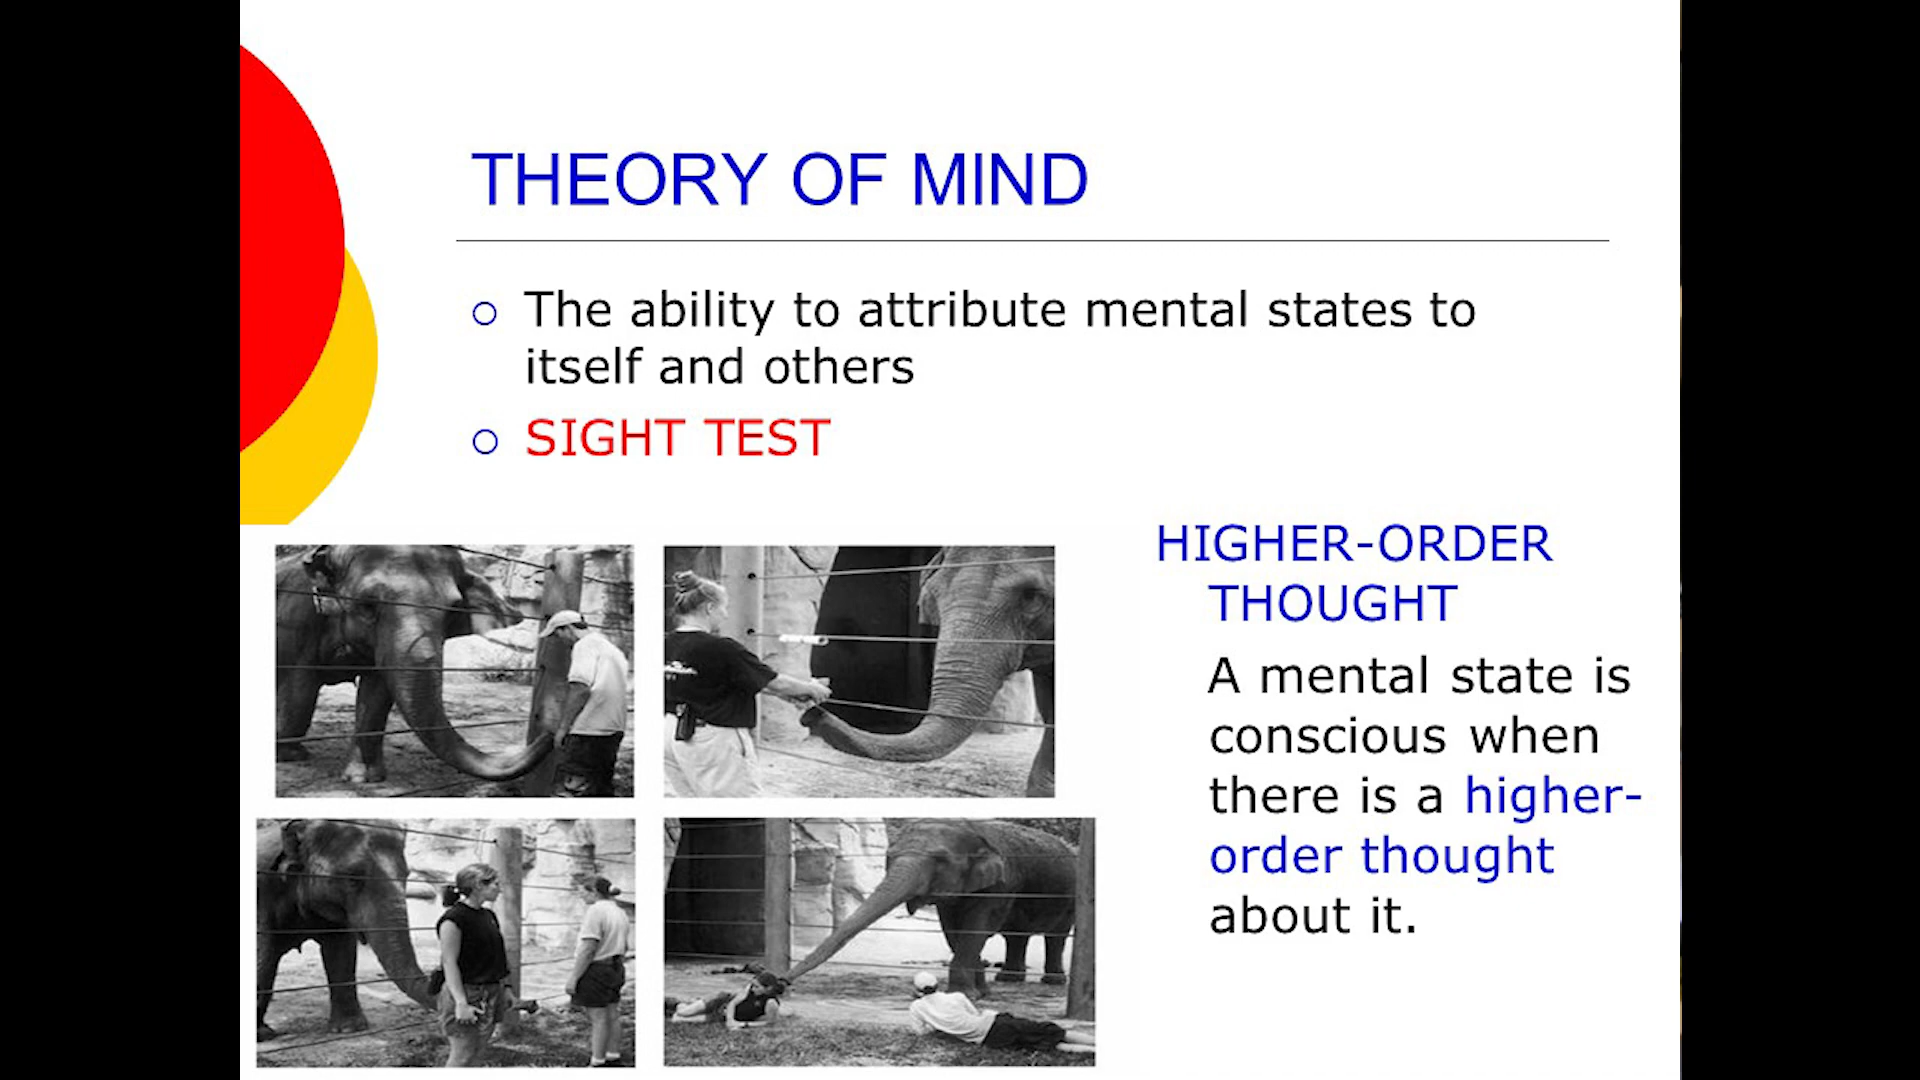 THEORY OF MIND
The ability to attribute mental states to
itself and others
SIGHT TEST
HIGHER-ORDER
THOUGHT
A mental state is
conscious when
there is a higher-
order thought
about it.